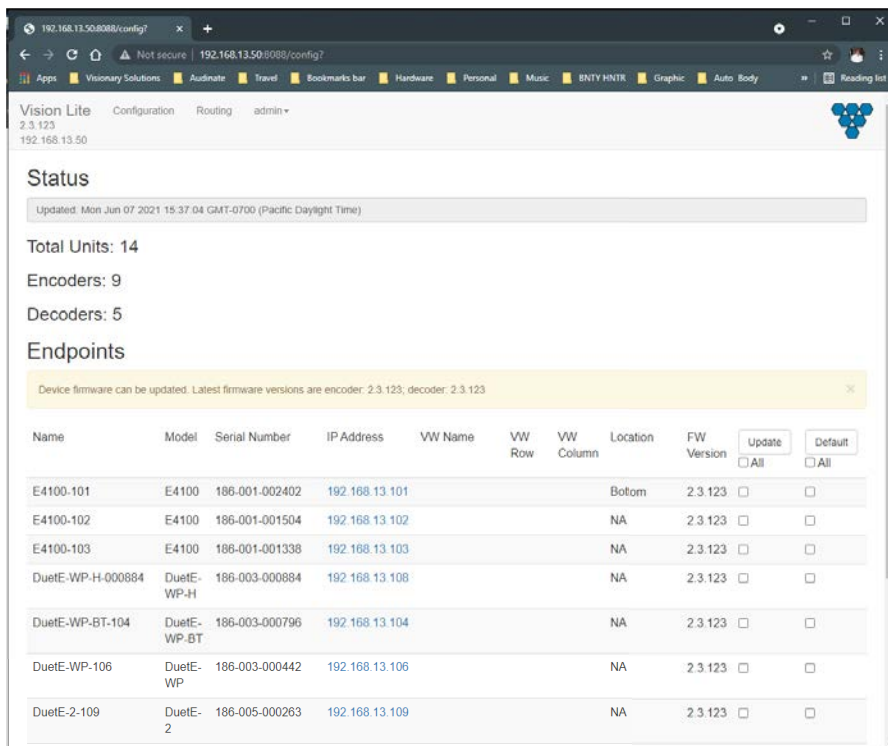 192.168.13.50:8088/config?
Not secure | 192.168.13.50:8088/config?
Apps Visionary Solutions Audinate Travel Bookmarks bar Hardware Personal Music BNTY HNTR Graphic Auto Body » Reading list
Vision Lite Configuration Routing admin
2.3.123
192.168.13.50
Status
Updated: Mon Jun 07 2021 15:37:04 GMT-0700 (Pacific Daylight Time)
Total Units: 14
Encoders: 9
Decoders: 5
Endpoints
Device firmware can be updated. Latest firmware versions are encoder: 2.3.123; decoder: 2.3.123 ×
Name Model Serial Number IP Address VW Name VW Row VW Column Location FW Version Update Default
All All
E4100-101 E4100 186-001-002402 192.168.13.101 Bottom 2.3.123
E4100-102 E4100 186-001-001504 192.168.13.102 NA 2.3.123
E4100-103 E4100 186-001-001338 192.168.13.103 NA 2.3.123
DuetE-WP-H-000884 DuetE- 186-003-000884 192.168.13.108 NA 2.3.123
WP-H
DuetE-WP-BT-104 DuetE- 186-003-000796 192.168.13.104 NA 2.3.123
WP-BT
DuetE-WP-106 DuetE- 186-003-000442 192.168.13.106 NA 2.3.123
WP
DuetE-2-109 DuetE- 186-005-000263 192.168.13.109 NA 2.3.123
2